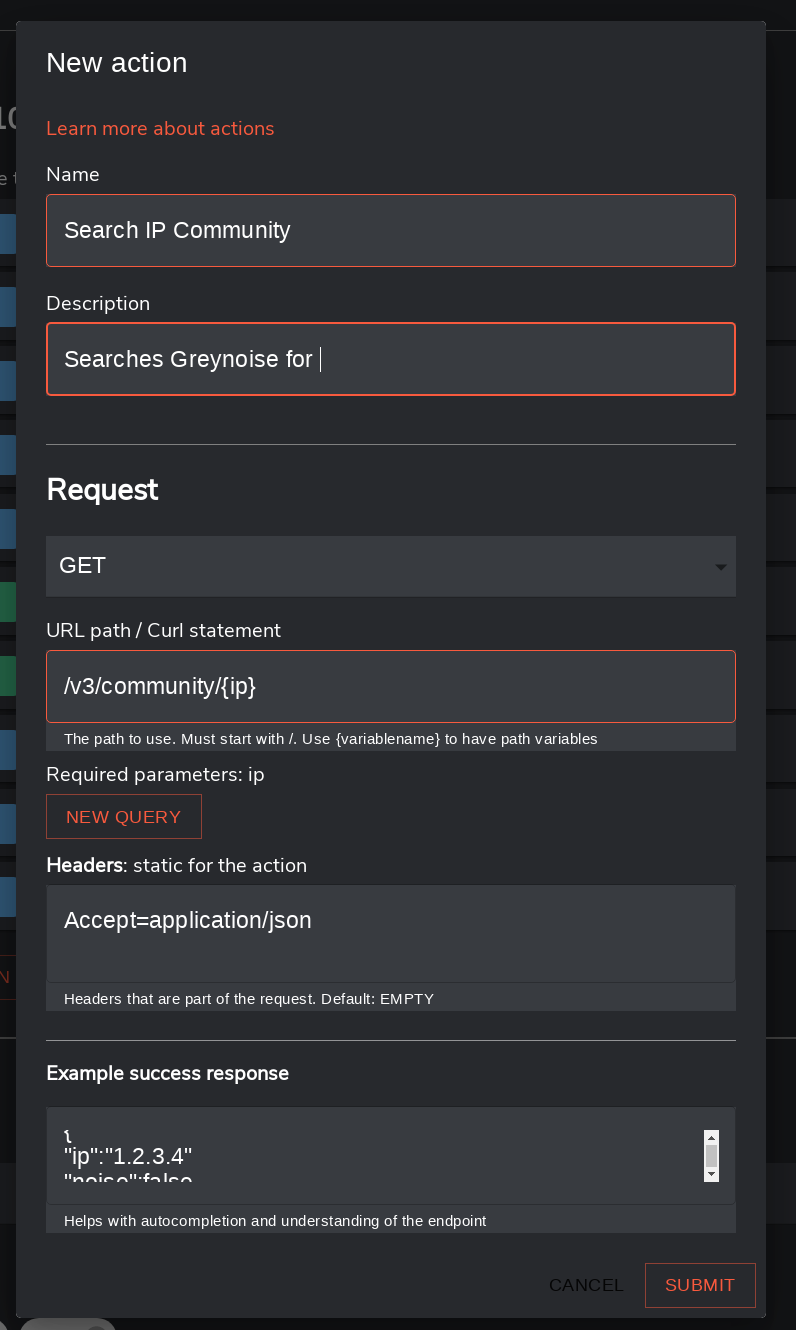 New action
Learn more about actions
Name
Search IP Community
Description
Searches Greynoise for
Request
GET
URL path / Curl statement
/v3/community/{ip}
The path to use. Must start with /. Use {variablename} to have path variables
Required parameters: ip
NEW QUERY
Headers: static for the action
Accept=application/json
Headers that are part of the request. Default: EMPTY
Example success response
{
"ip":"1.2.3.4"
"noise":false
Helps with autocompletion and understanding of the endpoint
CANCEL
SUBMIT